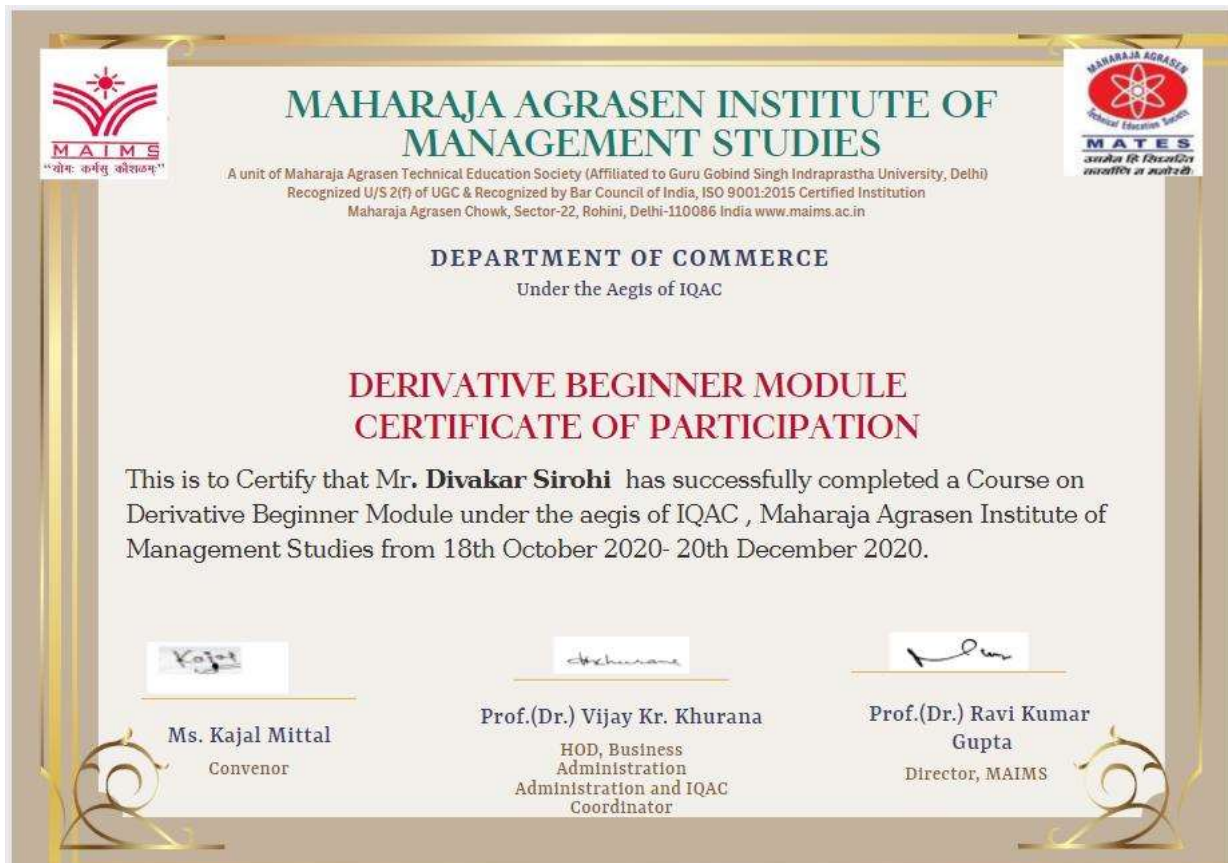 MAIMS
“योगः कर्मसु कौशलम्”
MAHARAJA AGRASEN
Technical Education Society
MATES
MAHARAJA AGRASEN INSTITUTE OF
MANAGEMENT STUDIES
A unit of Maharaja Agrasen Technical Education Society (Affiliated to Guru Gobind Singh Indraprastha University, Delhi)
Recognized U/S 2(f) of UGC & Recognized by Bar Council of India, ISO 9001:2015 Certified Institution
Maharaja Agrasen Chowk, Sector-22, Rohini, Delhi-110086 India www.maims.ac.in
DEPARTMENT OF COMMERCE
Under the Aegis of IQAC
DERIVATIVE BEGINNER MODULE
CERTIFICATE OF PARTICIPATION
This is to Certify that Mr. Divakar Sirohi has successfully completed a Course on
Derivative Beginner Module under the aegis of IQAC , Maharaja Agrasen Institute of
Management Studies from 18th October 2020- 20th December 2020.
Kajal
Ms. Kajal Mittal
Convenor
Prof.(Dr.) Vijay Kr. Khurana
HOD, Business
Administration
Administration and IQAC
Coordinator
Prof.(Dr.) Ravi Kumar
Gupta
Director, MAIMS